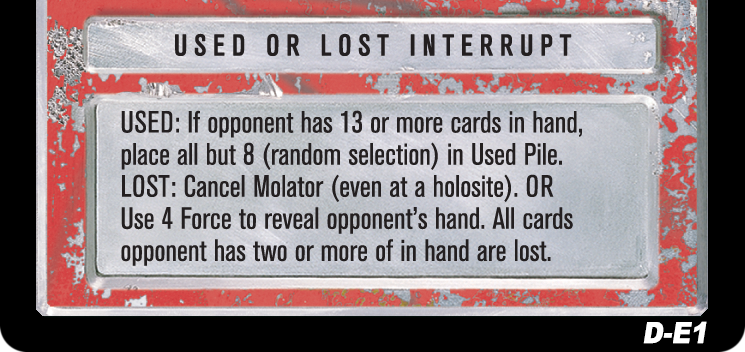 USED OR LOST INTERRUPT
USED: If opponent has 13 or more cards in hand,
place all but 8 (random selection) in Used Pile.
LOST: Cancel Molator (even at a holosite). OR
Use 4 Force to reveal opponent's hand. All cards
opponent has two or more of in hand are lost.
D-E1